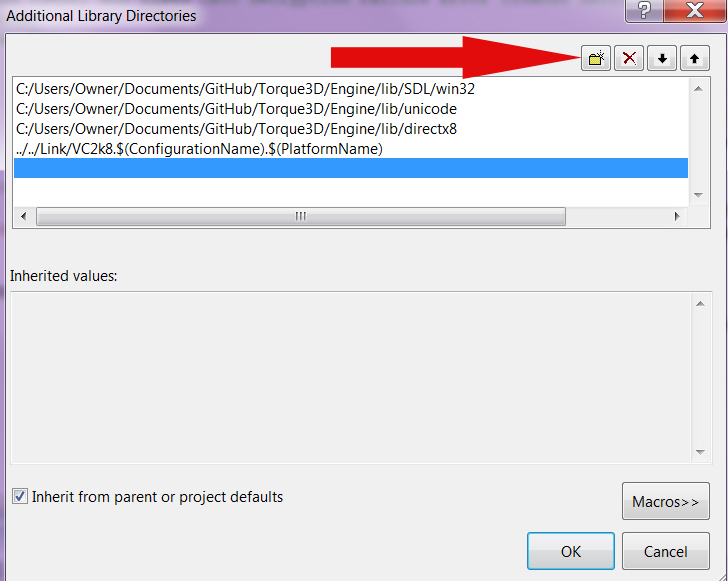 Additional Library Directories
C:/Users/Owner/Documents/GitHub/Torque3D/Engine/lib/SDL/win32
C:/Users/Owner/Documents/GitHub/Torque3D/Engine/lib/unicode
C:/Users/Owner/Documents/GitHub/Torque3D/Engine/lib/directx8
../../Link/VC2k8.$(ConfigurationName).$(PlatformName)
Inherited values:
Inherit from parent or project defaults
Macros>>
OK
Cancel